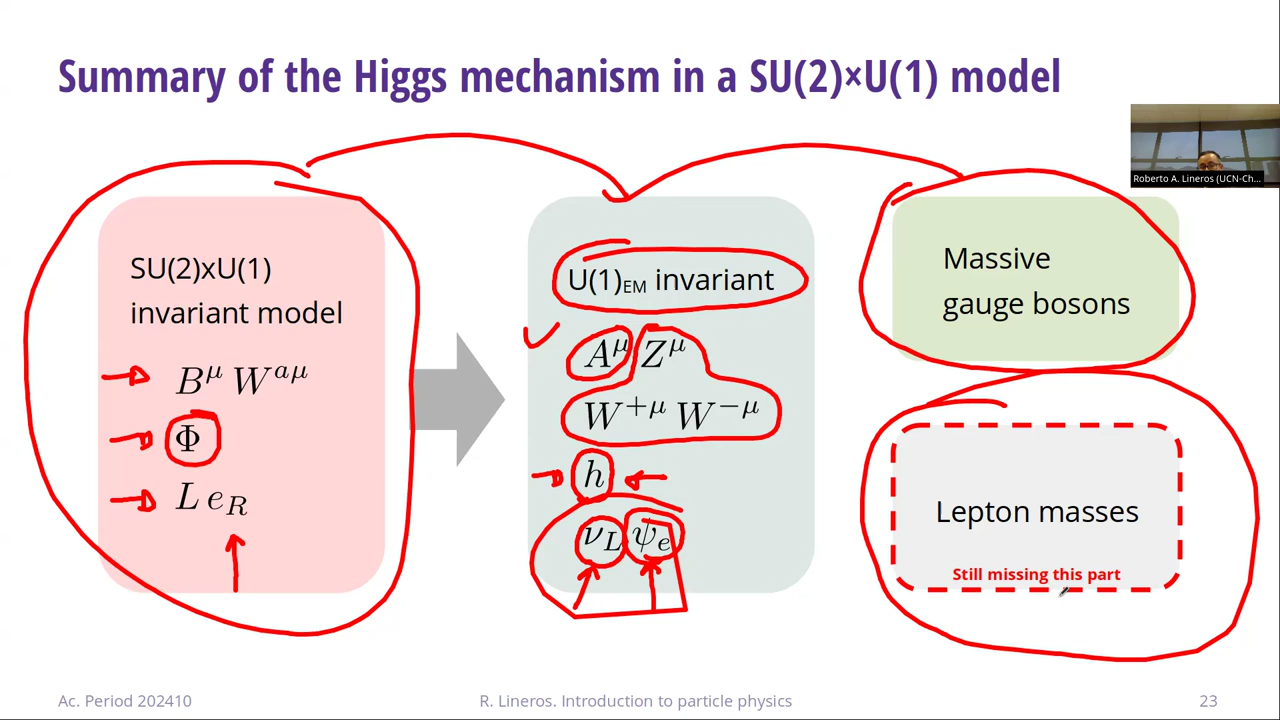 Summary of the Higgs mechanism in a SU(2)×U(1) model
Roberto A. Lineros (UCN-Ch...
SU(2)xU(1)
invariant model
B^μ W^{aμ}
Φ
L e_R
U(1)EM invariant
A^μ Z^μ
W^{+μ} W^{-μ}
h
ν_L ψ_e
Massive
gauge bosons
Lepton masses
Still missing this part
Ac. Period 202410
R. Lineros. Introduction to particle physics
23